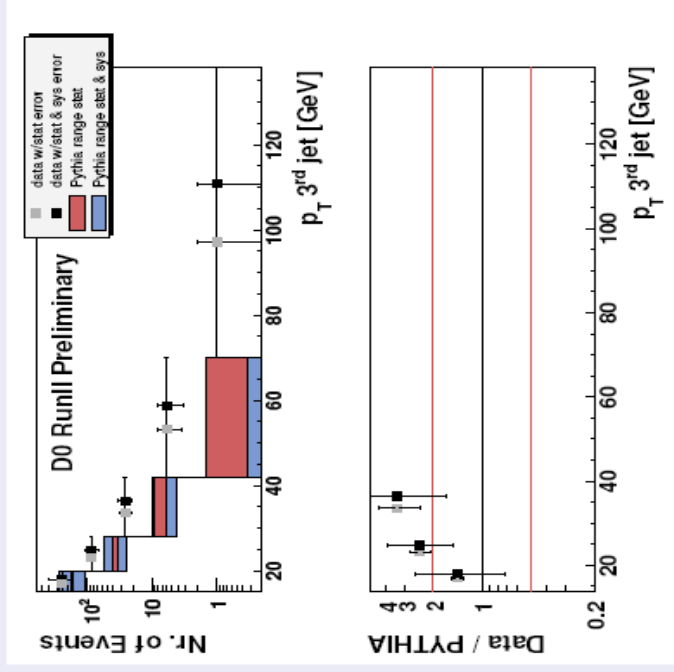 D0 RunII Preliminary
data w/stat error
data w/stat & sys error
Pythia range stat
Pythia range stat & sys
Nr. of Events
10²
10
1
20
40
60
80
100
120
p_T 3rd jet [GeV]
Data / PYTHIA
4
3
2
1
0.2
20
40
60
80
100
120
p_T 3rd jet [GeV]